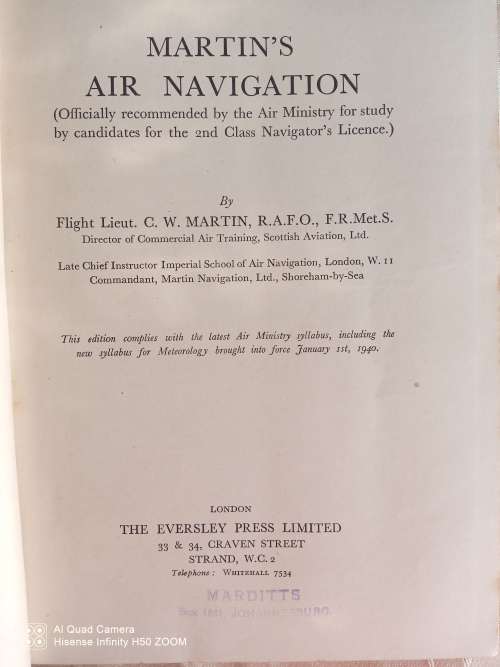 MARTIN'S
AIR NAVIGATION
(Officially recommended by the Air Ministry for study
by candidates for the 2nd Class Navigator's Licence.)
By
Flight Lieut. C. W. MARTIN, R.A.F.O., F.R.Met.S.
Director of Commercial Air Training, Scottish Aviation, Ltd.
Late Chief Instructor Imperial School of Air Navigation, London, W. 11
Commandant, Martin Navigation, Ltd., Shoreham-by-Sea
This edition complies with the latest Air Ministry syllabus, including the
new syllabus for Meteorology brought into force January 1st, 1940.
LONDON
THE EVERSLEY PRESS LIMITED
33 & 34, CRAVEN STREET
STRAND, W.C. 2
Telephone: WHITEHALL 7534
MARDITTS
Box JOHANNESBURG.
AI Quad Camera
Hisense Infinity H50 ZOOM